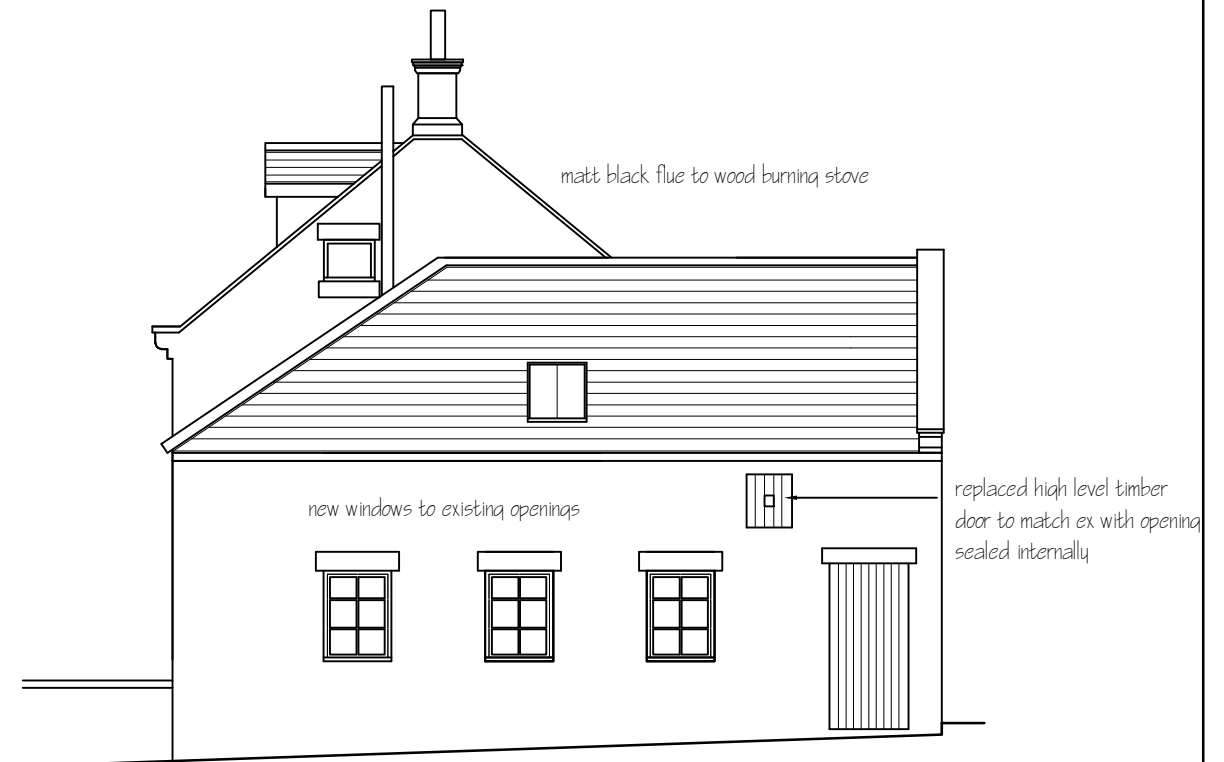 matt black flue to wood burning stove
new windows to existing openings
replaced high level timber
door to match ex with opening
sealed internally